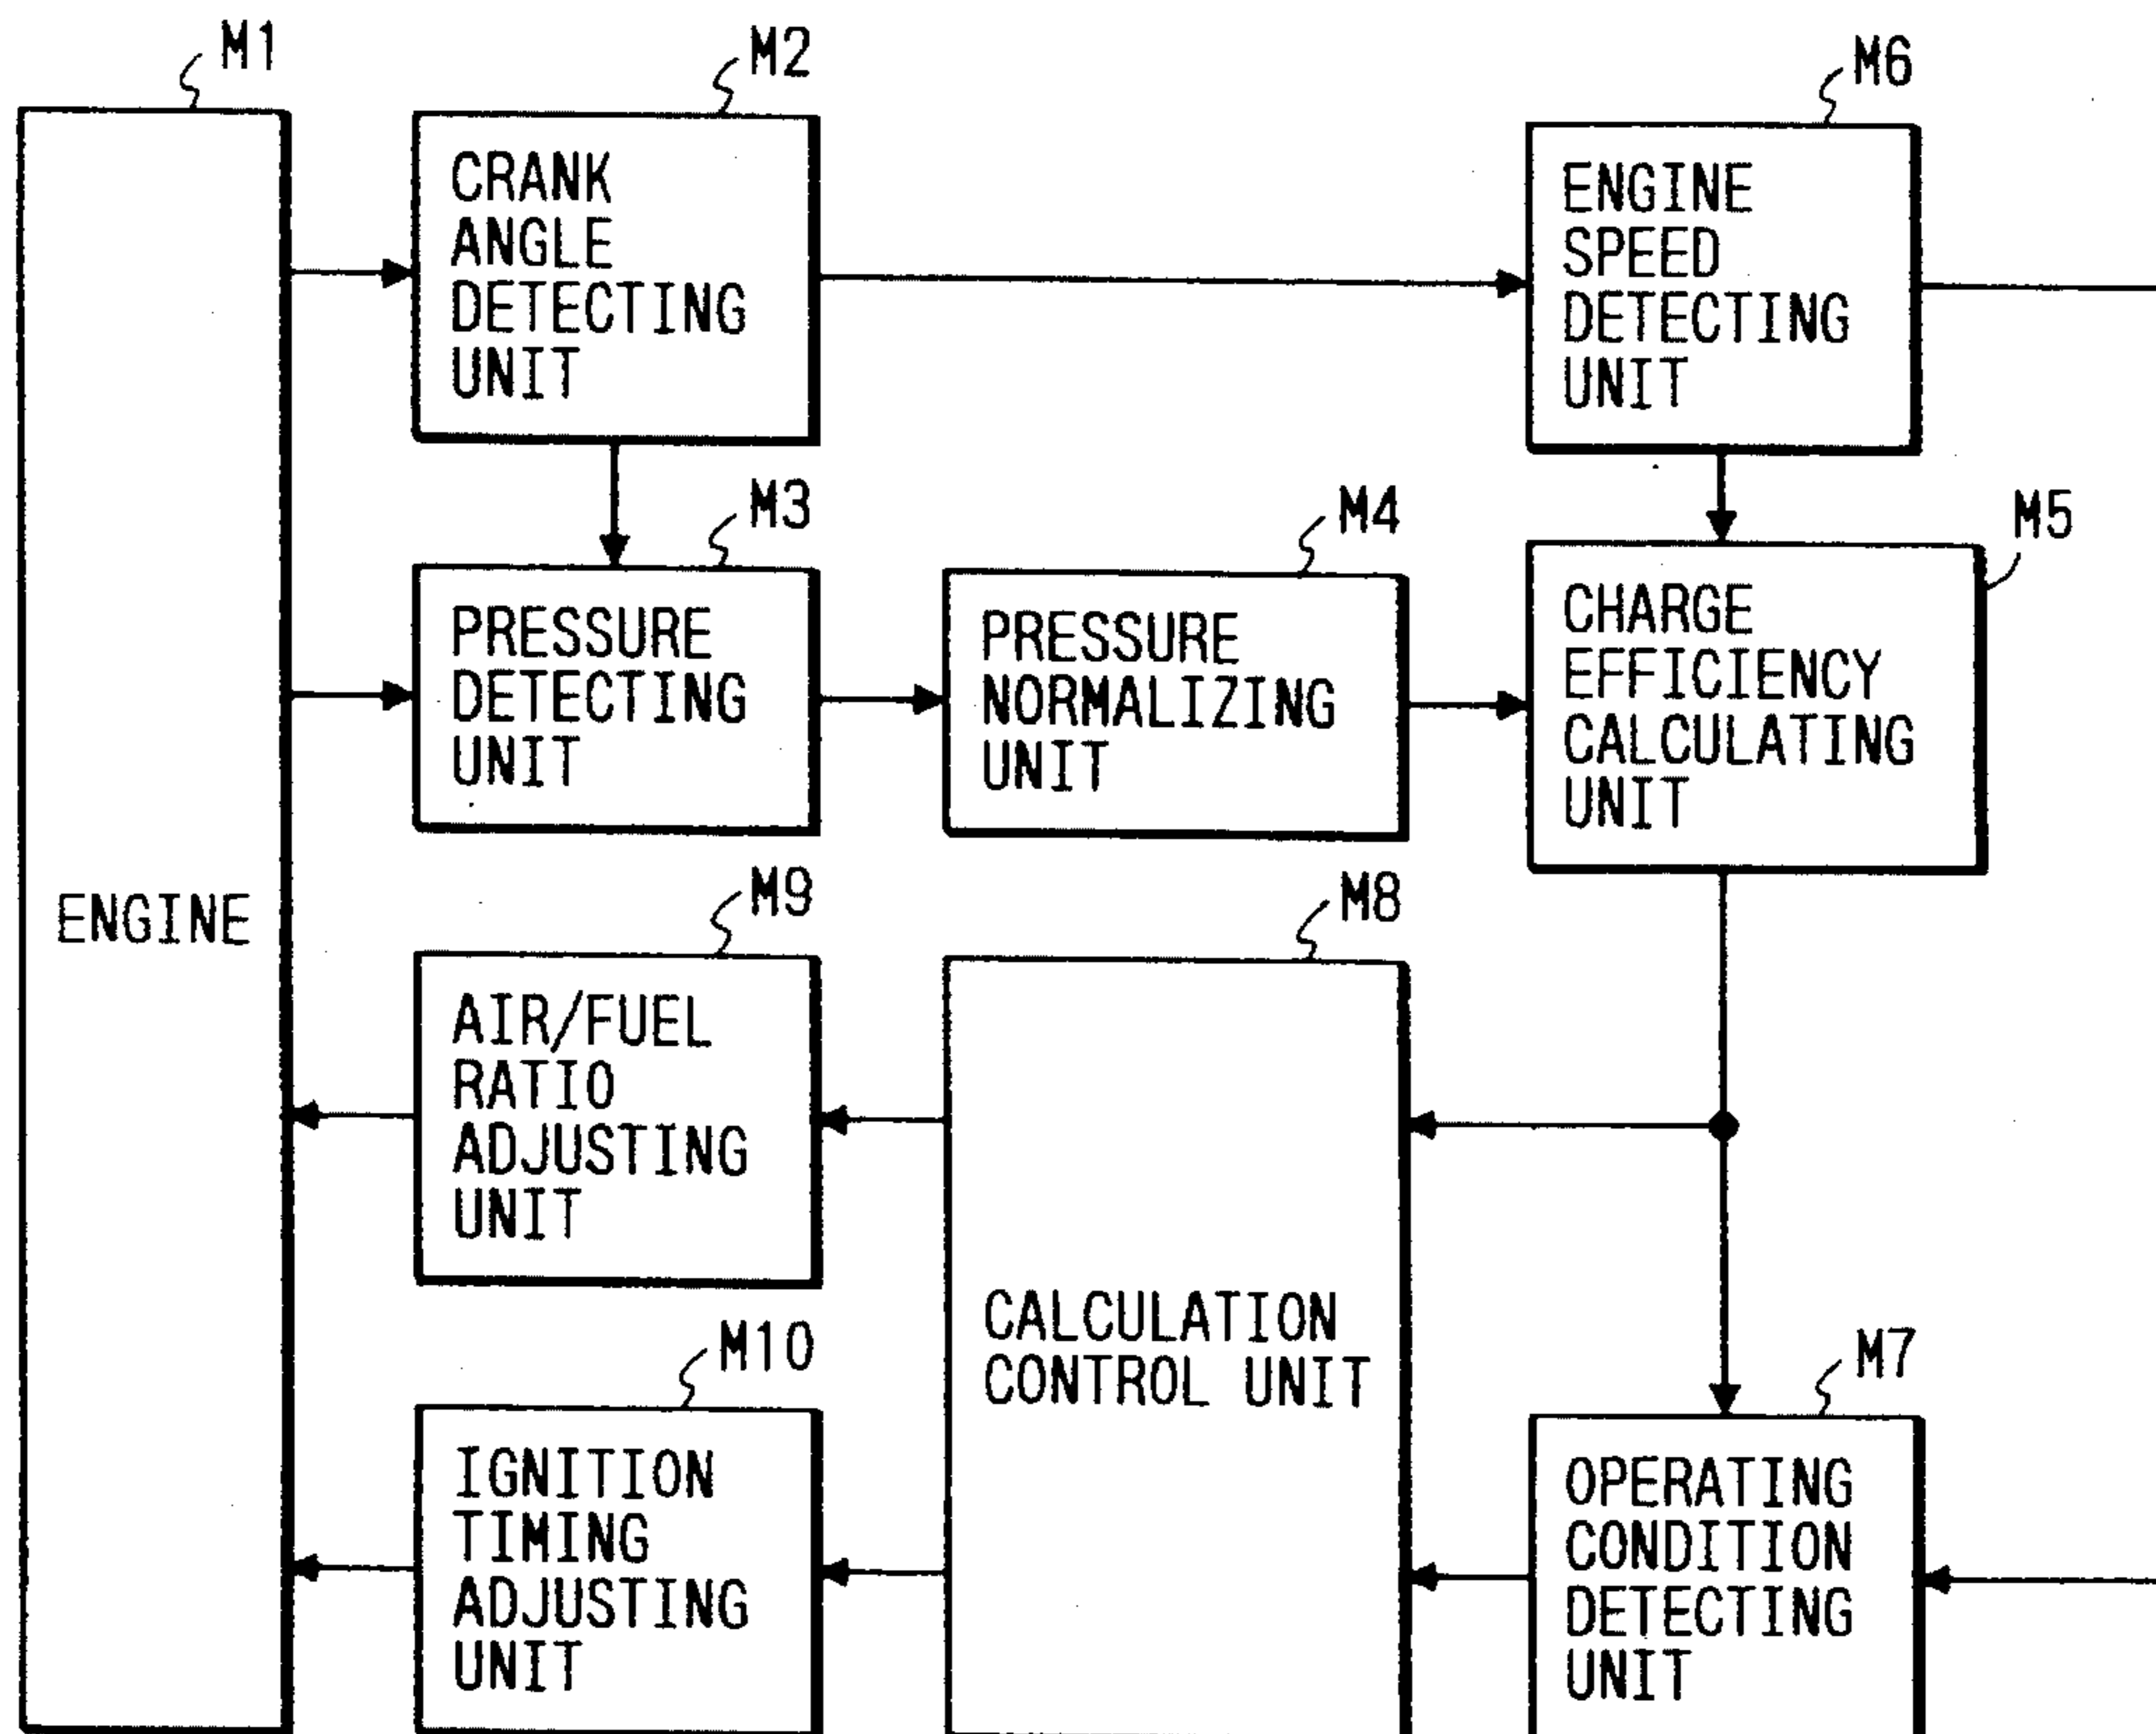 M1
M2
M6
CRANK
ANGLE
DETECTING
UNIT
ENGINE
SPEED
DETECTING
UNIT
M3
M4
M5
PRESSURE
DETECTING
UNIT
PRESSURE
NORMALIZING
UNIT
CHARGE
EFFICIENCY
CALCULATING
UNIT
ENGINE
M9
M8
AIR/FUEL
RATIO
ADJUSTING
UNIT
CALCULATION
CONTROL UNIT
M10
M7
IGNITION
TIMING
ADJUSTING
UNIT
OPERATING
CONDITION
DETECTING
UNIT